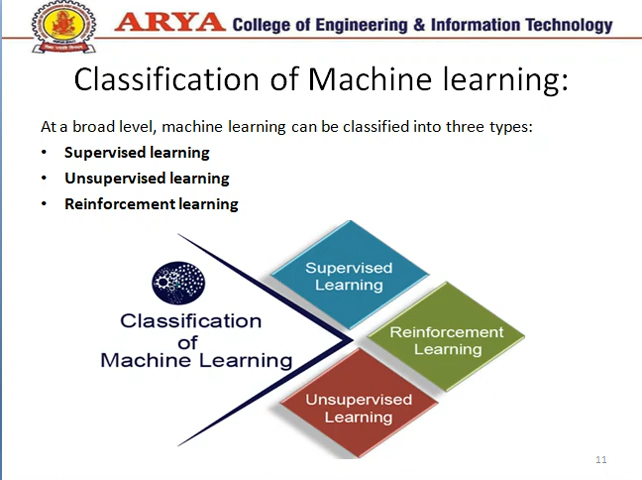 ARYA College of Engineering & Information Technology
Classification of Machine learning:
At a broad level, machine learning can be classified into three types:
• Supervised learning
• Unsupervised learning
• Reinforcement learning
Classification
of
Machine Learning
Supervised
Learning
Reinforcement
Learning
Unsupervised
Learning
11